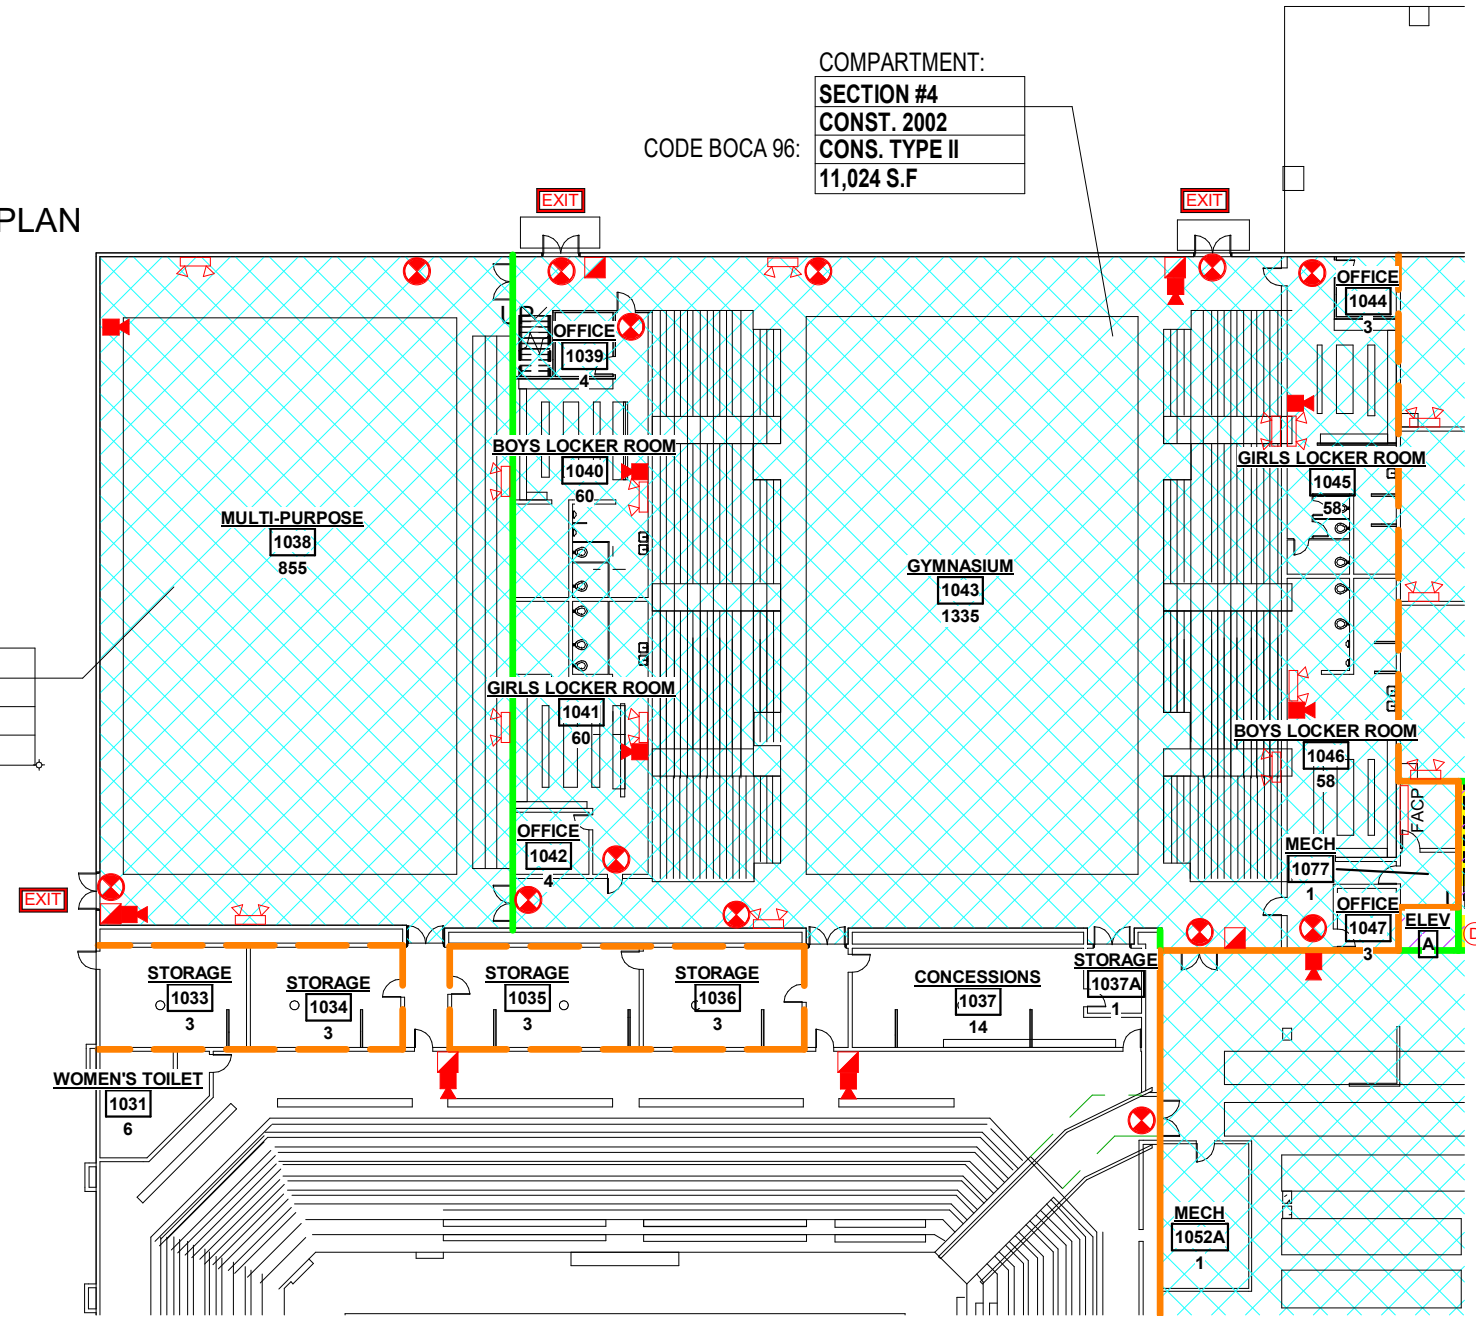 COMPARTMENT:
SECTION #4
CONST. 2002
CODE BOCA 96: CONS. TYPE II
11,024 S.F
PLAN
EXIT
EXIT
UP
OFFICE
1044
3
OFFICE
1039
4
BOYS LOCKER ROOM
1040
60
GIRLS LOCKER ROOM
1045
58
MULTI-PURPOSE
1038
855
GYMNASIUM
1043
1335
GIRLS LOCKER ROOM
1041
60
BOYS LOCKER ROOM
1046
58
FACP
OFFICE
1042
4
MECH
1077
1
EXIT
OFFICE
1047
3
ELEV
A
STORAGE
1033
3
STORAGE
1034
3
STORAGE
1035
3
STORAGE
1036
3
CONCESSIONS
1037
14
STORAGE
1037A
1
WOMEN'S TOILET
1031
6
MECH
1052A
1